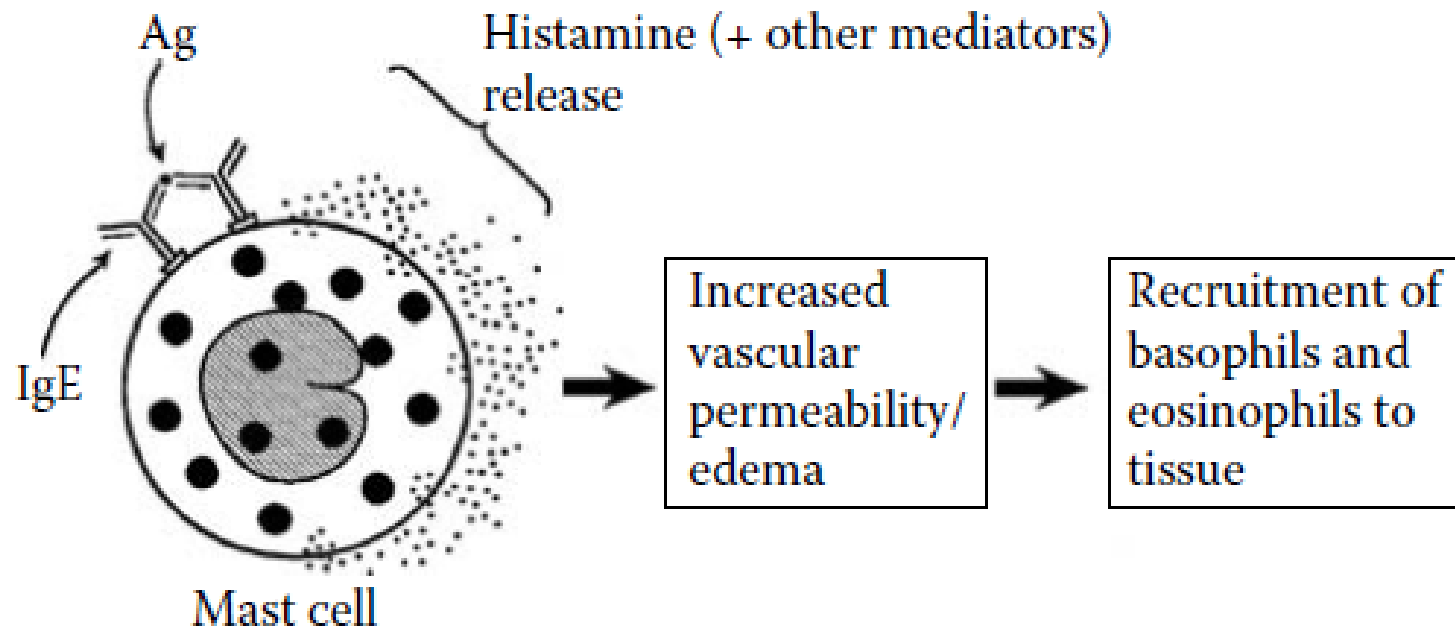 Ag
Histamine (+ other mediators)
release
IgE
Increased
vascular
permeability/
edema
Recruitment of
basophils and
eosinophils to
tissue
Mast cell